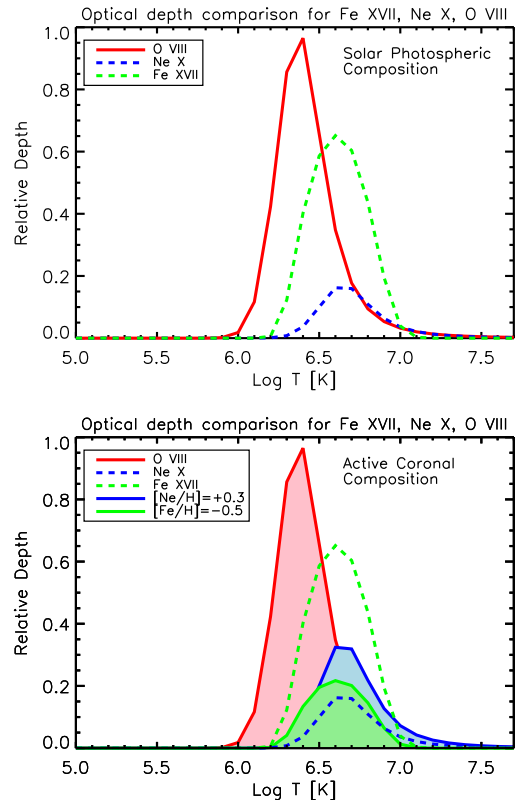 Optical depth comparison for Fe XVII, Ne X, O VIII
1.0
0.8
0.6
0.4
0.2
0.0
O VIII
Ne X
Fe XVII
Solar Photospheric
Composition
Relative Depth
5.0 5.5 6.0 6.5 7.0 7.5
Log T [K]
Optical depth comparison for Fe XVII, Ne X, O VIII
1.0
0.8
0.6
0.4
0.2
0.0
O VIII
Ne X
Fe XVII
[Ne/H]=+0.3
[Fe/H]=−0.5
Active Coronal
Composition
Relative Depth
5.0 5.5 6.0 6.5 7.0 7.5
Log T [K]